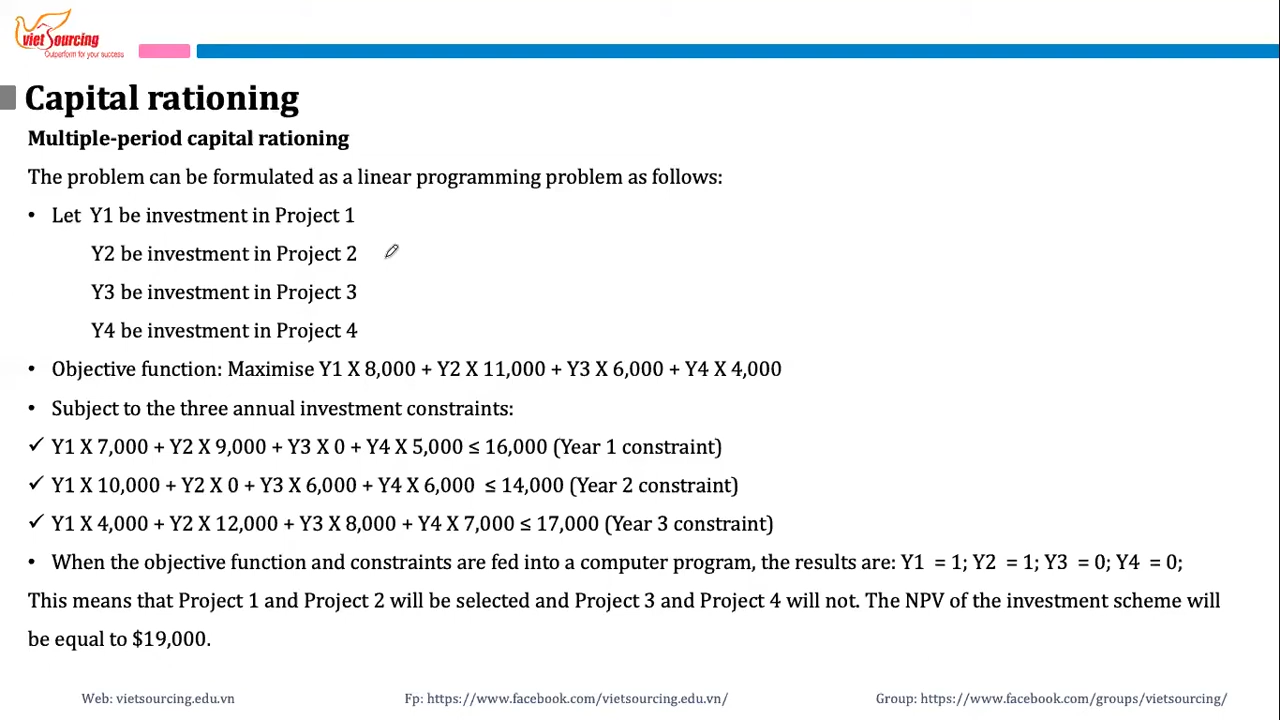 viet Sourcing
Outperform for your success
Capital rationing
Multiple-period capital rationing
The problem can be formulated as a linear programming problem as follows:
• Let Y1 be investment in Project 1
Y2 be investment in Project 2
Y3 be investment in Project 3
Y4 be investment in Project 4
• Objective function: Maximise Y1 X 8,000 + Y2 X 11,000 + Y3 X 6,000 + Y4 X 4,000
• Subject to the three annual investment constraints:
✓ Y1 X 7,000 + Y2 X 9,000 + Y3 X 0 + Y4 X 5,000 ≤ 16,000 (Year 1 constraint)
✓ Y1 X 10,000 + Y2 X 0 + Y3 X 6,000 + Y4 X 6,000 ≤ 14,000 (Year 2 constraint)
✓ Y1 X 4,000 + Y2 X 12,000 + Y3 X 8,000 + Y4 X 7,000 ≤ 17,000 (Year 3 constraint)
• When the objective function and constraints are fed into a computer program, the results are: Y1 = 1; Y2 = 1; Y3 = 0; Y4 = 0;
This means that Project 1 and Project 2 will be selected and Project 3 and Project 4 will not. The NPV of the investment scheme will
be equal to $19,000.
Web: vietsourcing.edu.vn Fp: https://www.facebook.com/vietsourcing.edu.vn/ Group: https://www.facebook.com/groups/vietsourcing/